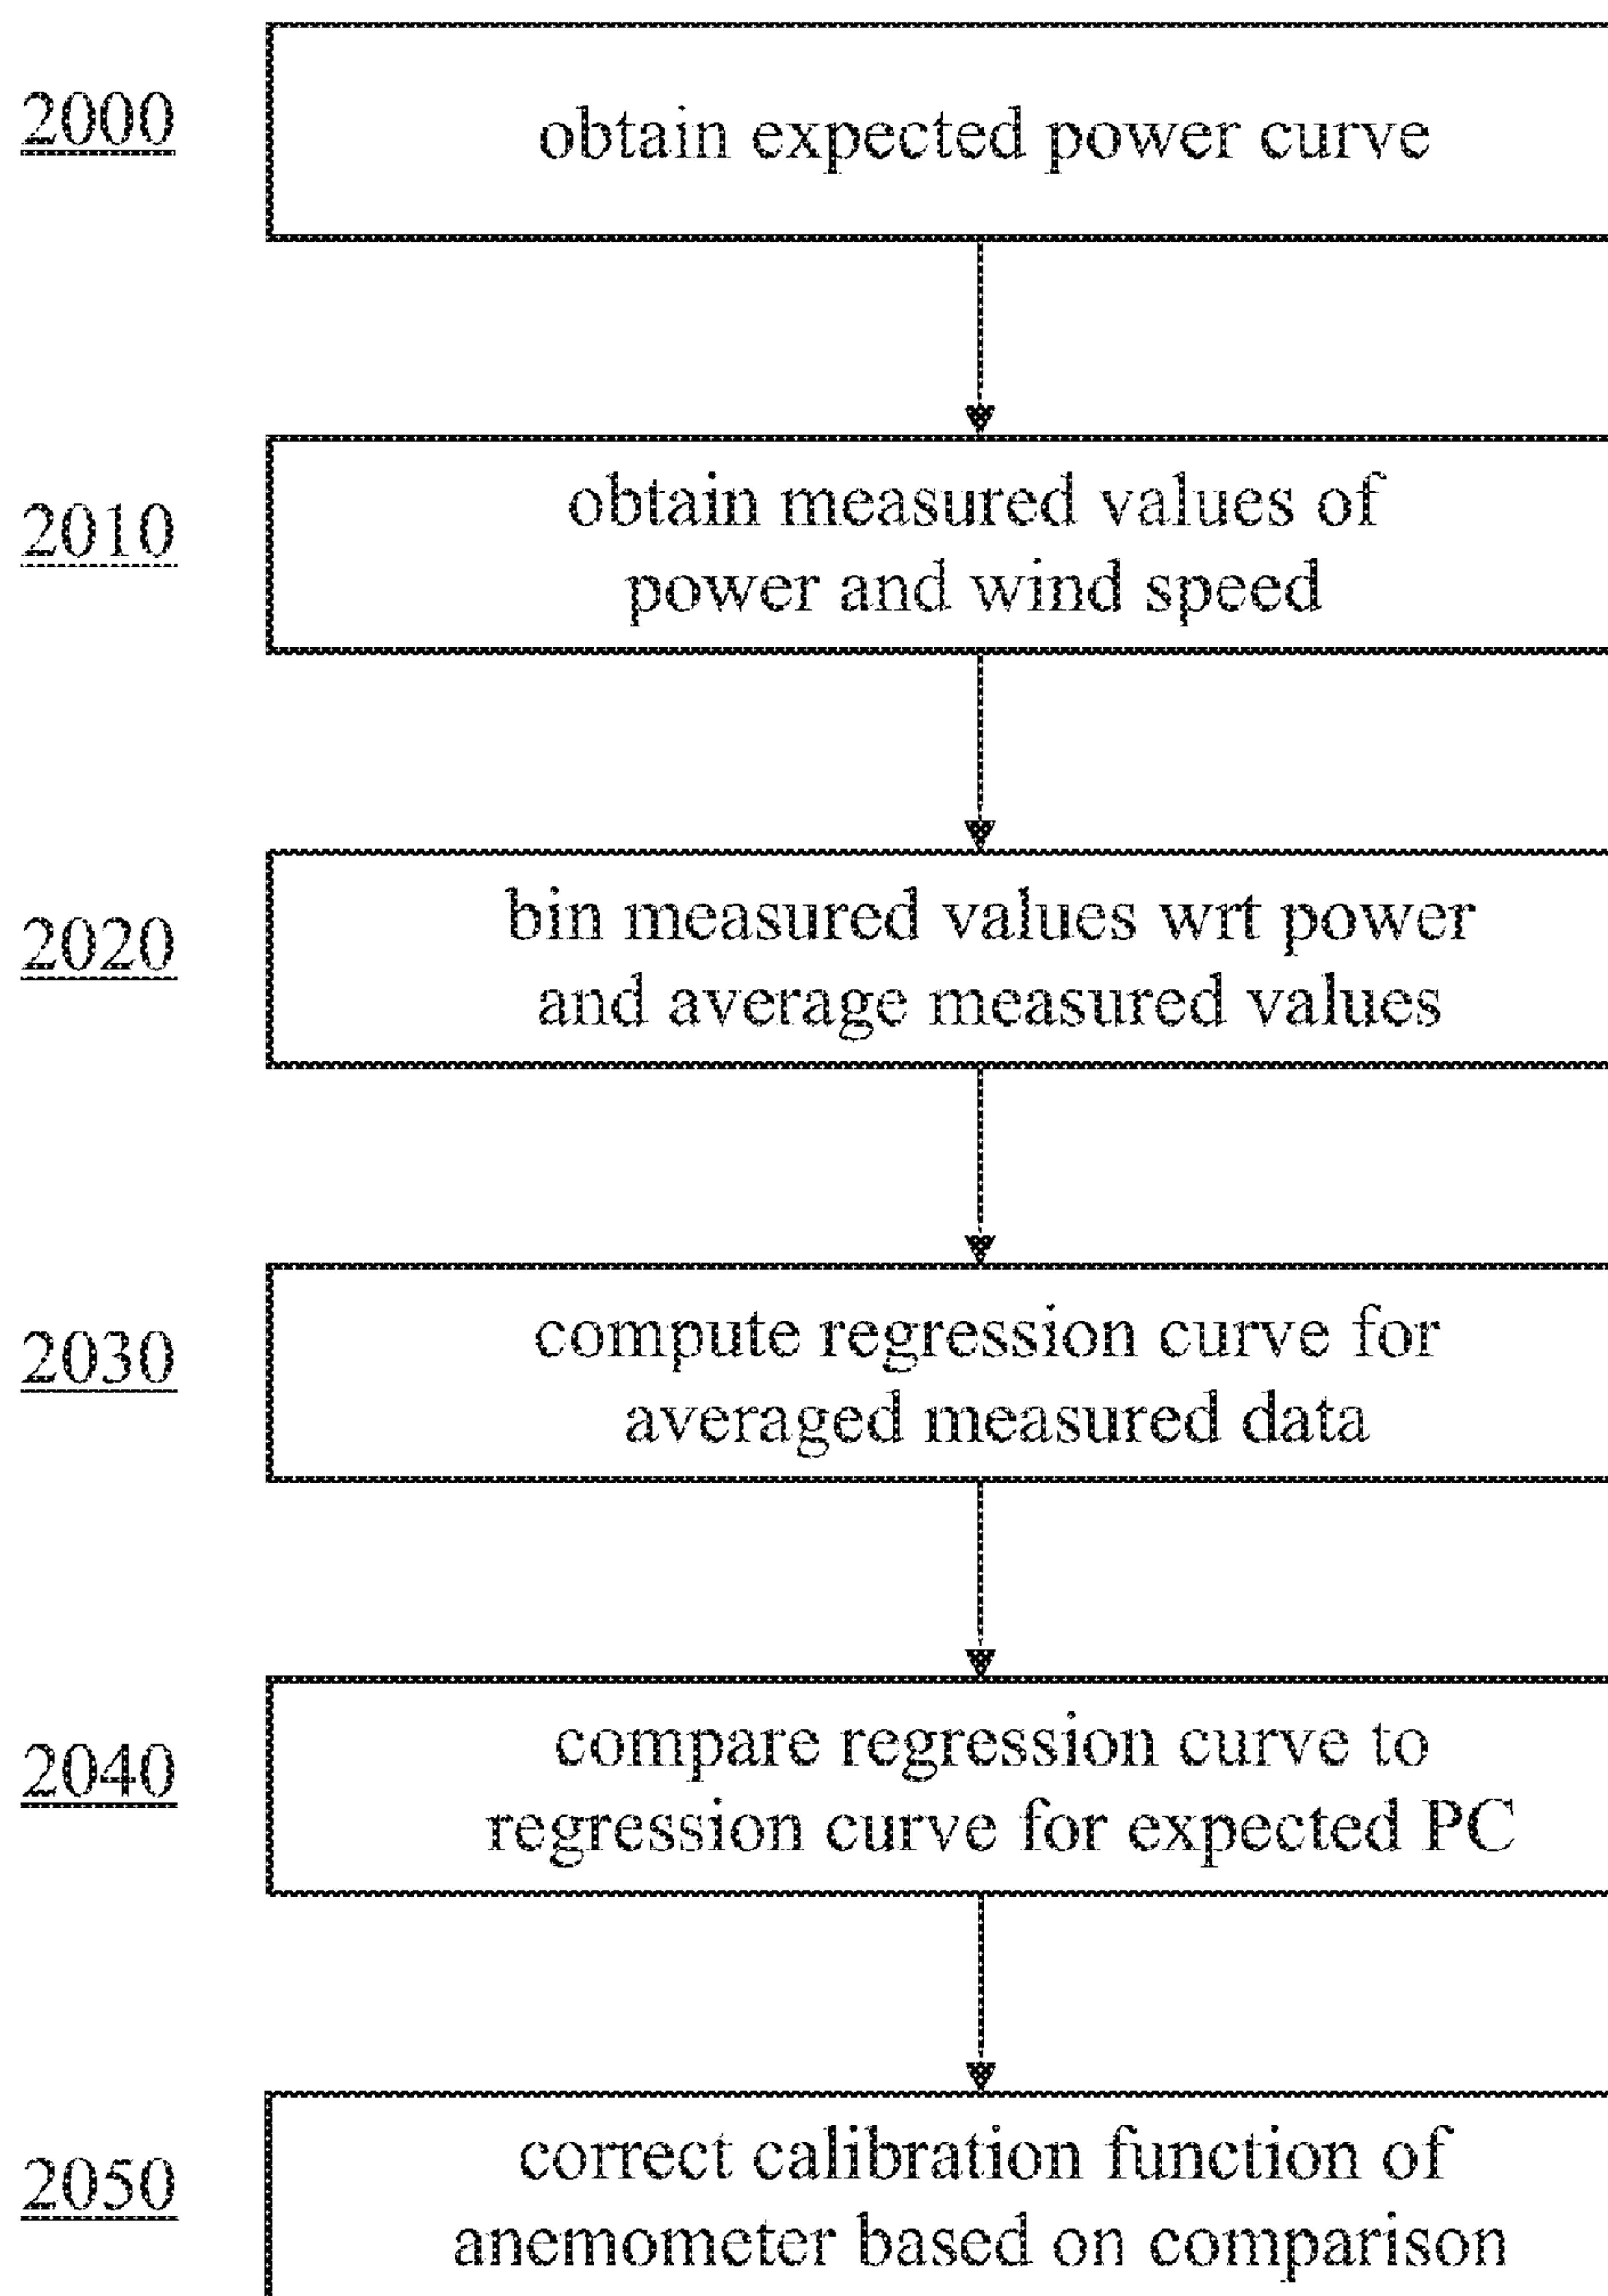 2000
obtain expected power curve
2010
obtain measured values of
power and wind speed
2020
bin measured values wrt power
and average measured values
2030
compute regression curve for
averaged measured data
2040
compare regression curve to
regression curve for expected PC
2050
correct calibration function of
anemometer based on comparison